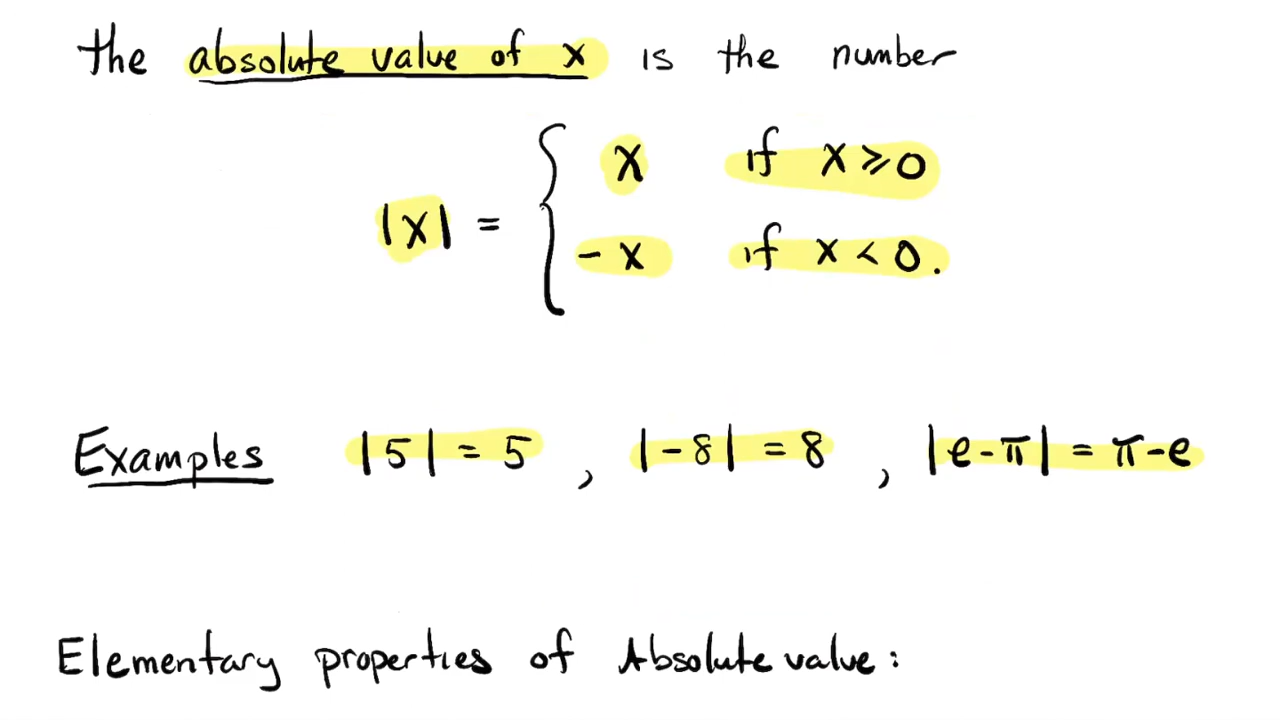 the absolute value of x is the number
|x| = { x if x ⩾ 0
- x if x < 0.
Examples |5| = 5 , |-8| = 8 , |e-π| = π-e
Elementary properties of Absolute value: